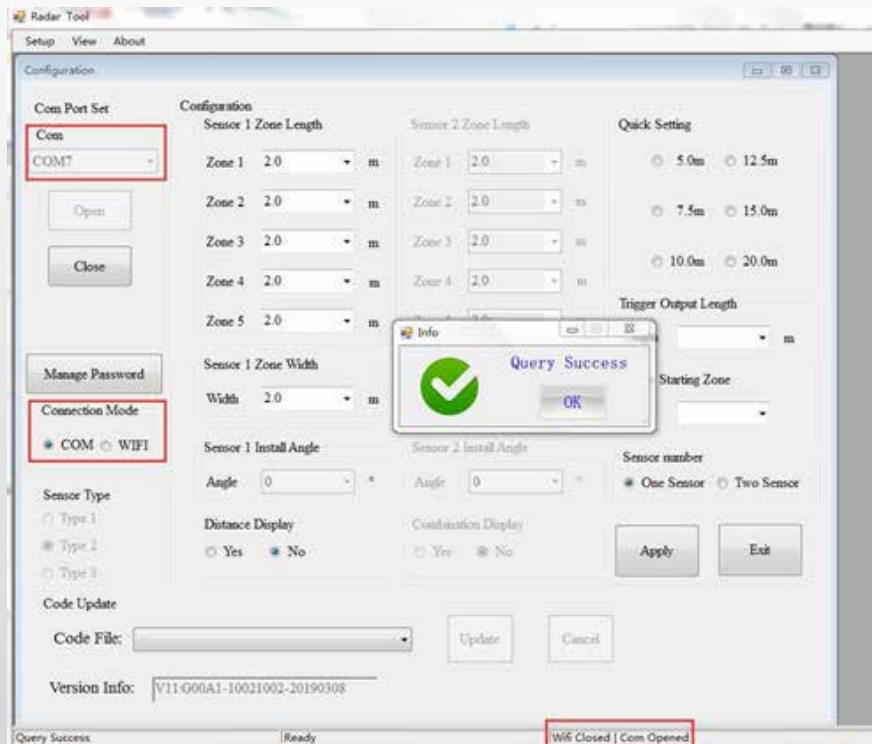 Radar Tool
Setup View About
Configuration
Com Port Set
Com
COM7
Open
Close
Manage Password
Connection Mode
COM WIFI
Sensor Type
Type 1
Type 2
Type 3
Configuration
Sensor 1 Zone Length
Zone 1 2.0 m
Zone 2 2.0 m
Zone 3 2.0 m
Zone 4 2.0 m
Zone 5 2.0 m
Sensor 1 Zone Width
Width 2.0 m
Sensor 1 Install Angle
Angle 0 °
Distance Display
Yes No
Sensor 2 Zone Length
Zone 1 2.0 m
Zone 2 2.0 m
Zone 3 2.0 m
Zone 4 2.0 m
Info
Query Success
OK
Sensor 2 Install Angle
Angle 0 °
Combination Display
Yes No
Quick Setting
5.0m 12.5m
7.5m 15.0m
10.0m 20.0m
Trigger Output Length
m
Starting Zone
Sensor number
One Sensor Two Sensor
Apply Exit
Code Update
Code File: Update Cancel
Version Info: V11:G00A1-10021002-20190308
Query Success Ready Wifi Closed | Com Opened